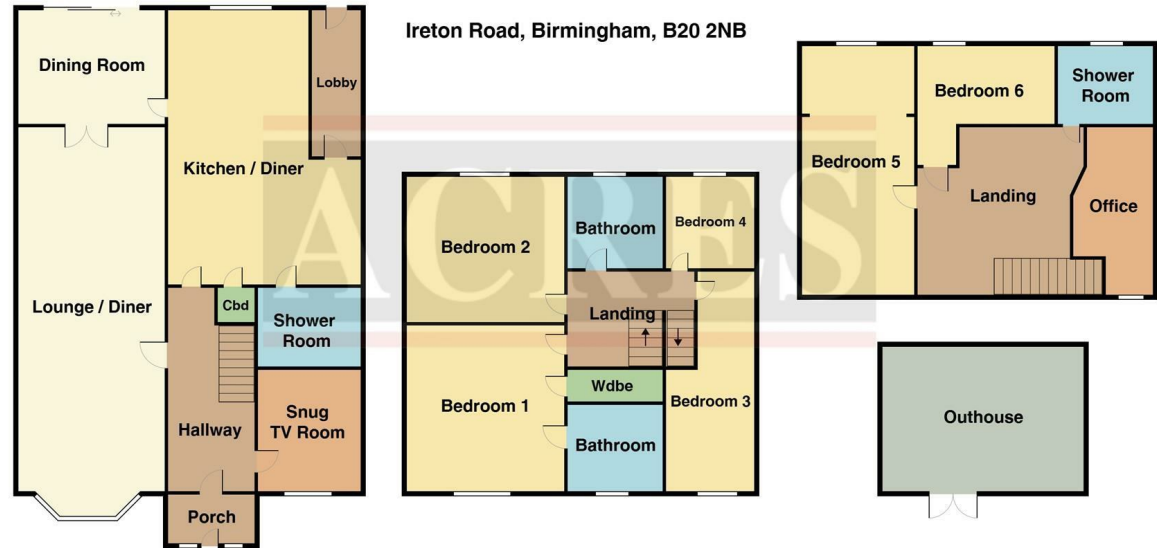 Ireton Road, Birmingham, B20 2NB
Dining Room
Lobby
Kitchen / Diner
Lounge / Diner
Cbd
Shower
Room
Snug
TV Room
Hallway
Porch
Bedroom 2
Bathroom
Bedroom 4
Landing
Wdbe
Bedroom 1
Bedroom 3
Bathroom
Bedroom 6
Shower
Room
Bedroom 5
Landing
Office
Outhouse
ACRES